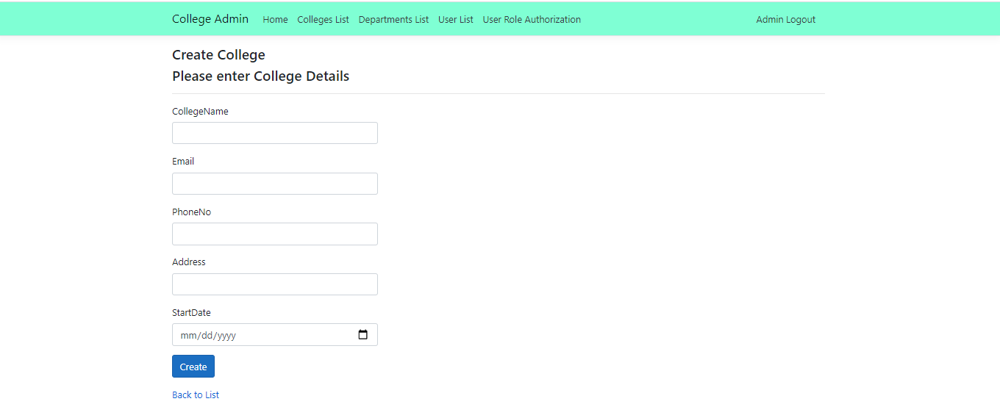 College Admin Home Colleges List Departments List User List User Role Authorization Admin Logout
Create College
Please enter College Details
CollegeName
Email
PhoneNo
Address
StartDate
mm/dd/yyyy
Create
Back to List